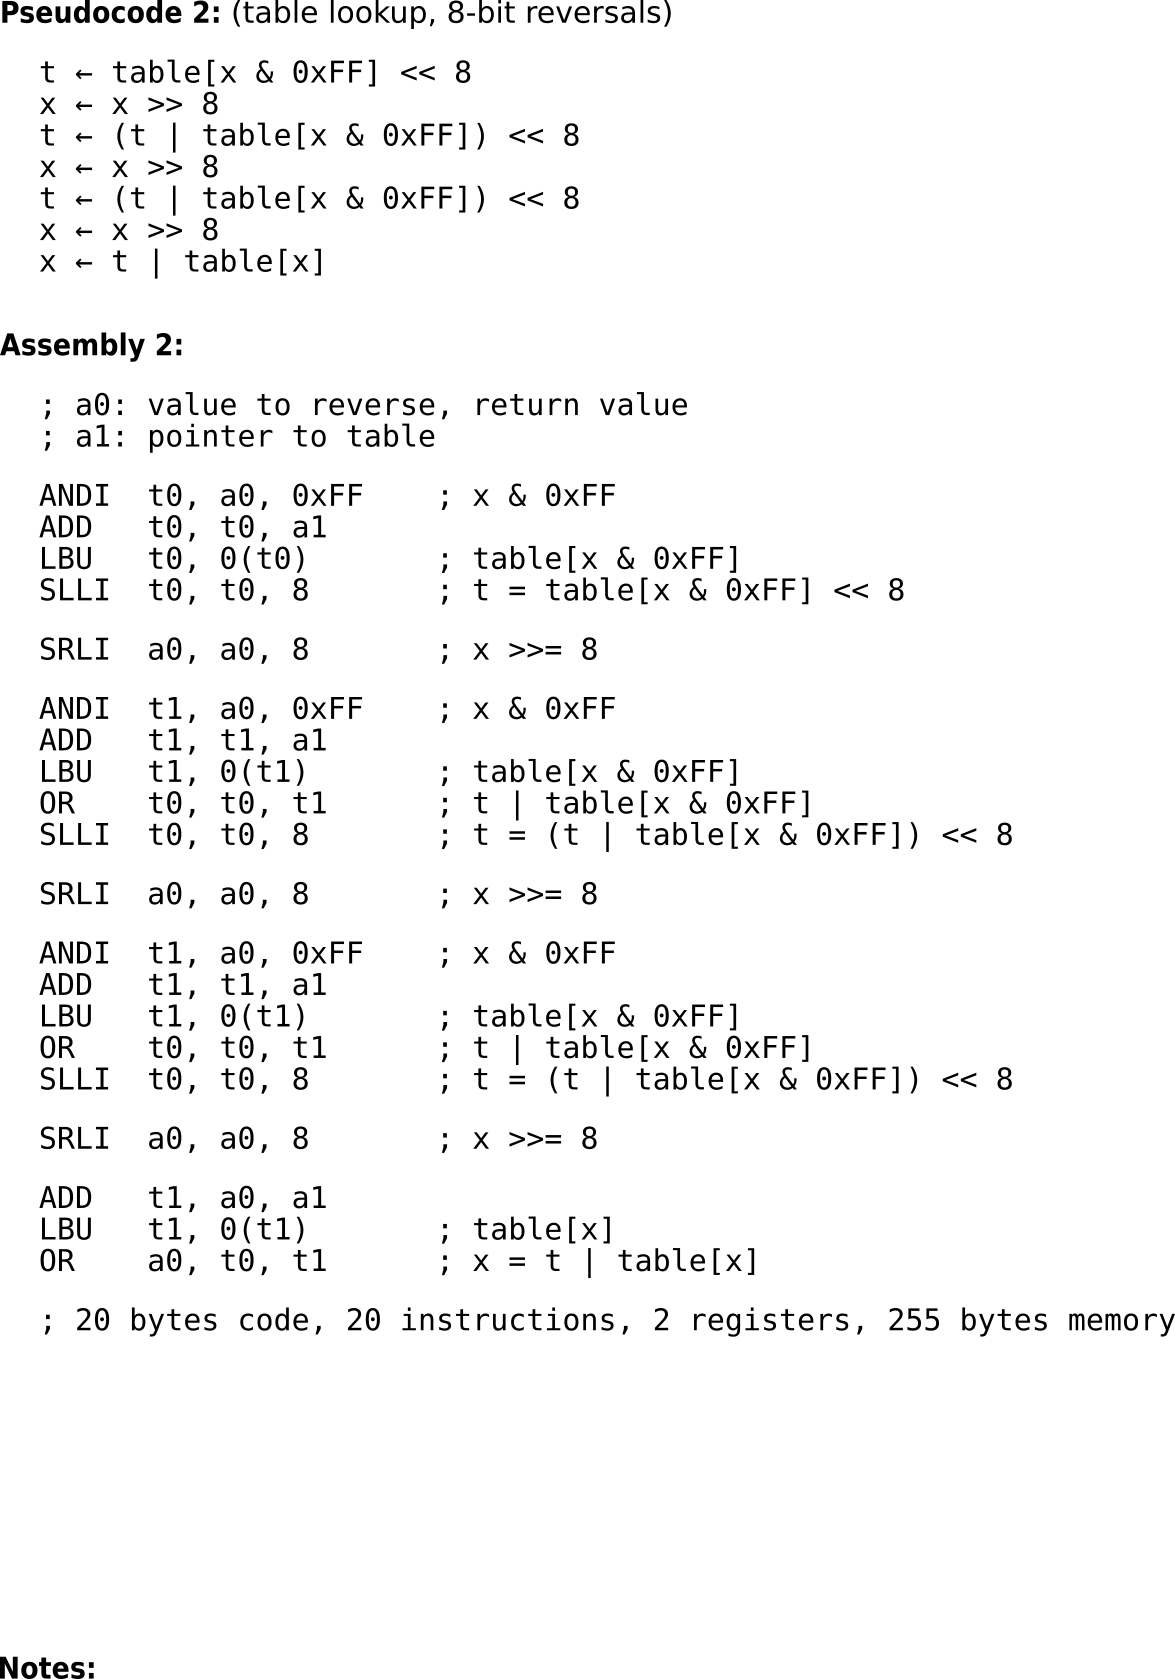 Pseudocode 2: (table lookup, 8-bit reversals)
t ← table[x & 0xFF] << 8
x ← x >> 8
t ← (t | table[x & 0xFF]) << 8
x ← x >> 8
t ← (t | table[x & 0xFF]) << 8
x ← x >> 8
x ← t | table[x]
Assembly 2:
; a0: value to reverse, return value
; a1: pointer to table
ANDI  t0, a0, 0xFF    ; x & 0xFF
ADD   t0, t0, a1
LBU   t0, 0(t0)       ; table[x & 0xFF]
SLLI  t0, t0, 8       ; t = table[x & 0xFF] << 8
SRLI  a0, a0, 8       ; x >>= 8
ANDI  t1, a0, 0xFF    ; x & 0xFF
ADD   t1, t1, a1
LBU   t1, 0(t1)       ; table[x & 0xFF]
OR    t0, t0, t1      ; t | table[x & 0xFF]
SLLI  t0, t0, 8       ; t = (t | table[x & 0xFF]) << 8
SRLI  a0, a0, 8       ; x >>= 8
ANDI  t1, a0, 0xFF    ; x & 0xFF
ADD   t1, t1, a1
LBU   t1, 0(t1)       ; table[x & 0xFF]
OR    t0, t0, t1      ; t | table[x & 0xFF]
SLLI  t0, t0, 8       ; t = (t | table[x & 0xFF]) << 8
SRLI  a0, a0, 8       ; x >>= 8
ADD   t1, a0, a1
LBU   t1, 0(t1)       ; table[x]
OR    a0, t0, t1      ; x = t | table[x]
; 20 bytes code, 20 instructions, 2 registers, 255 bytes memory
Notes: